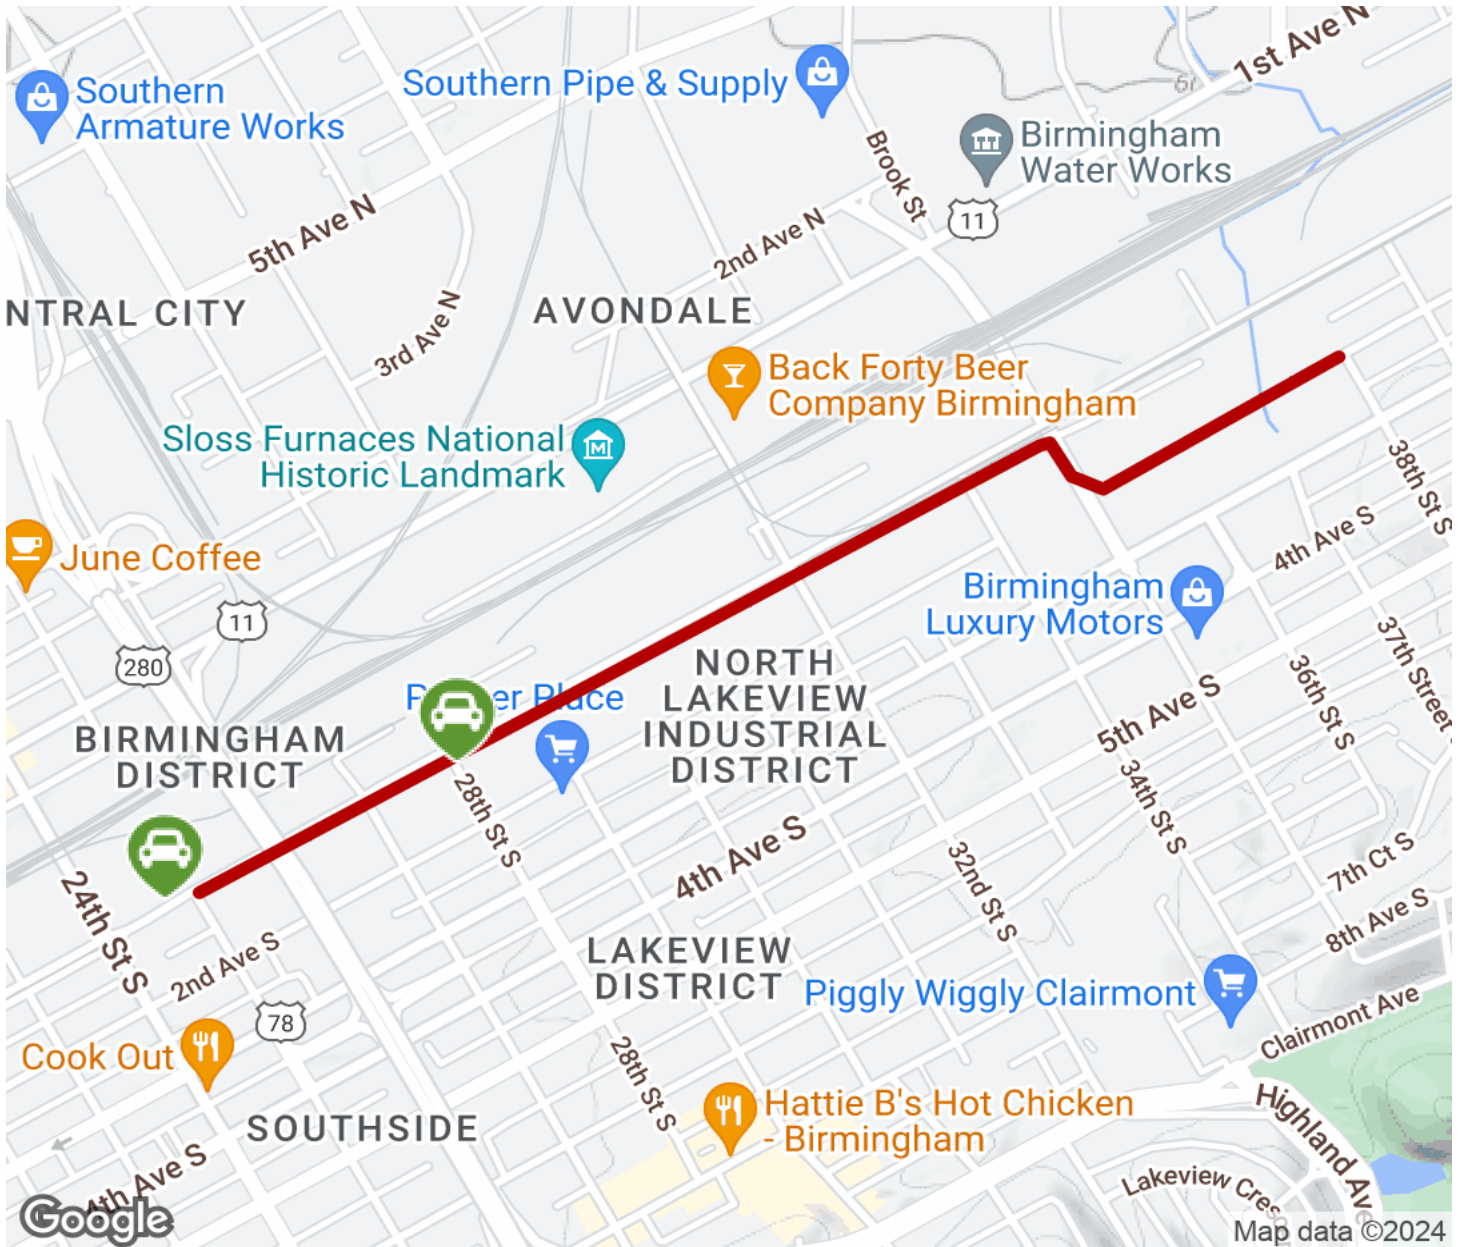 1st Ave N
Southern Pipe & Supply
Southern
Armature Works
Birmingham
Water Works
Brook St
11
5th Ave N
2nd Ave N
NTRAL CITY
AVONDALE
3rd Ave N
Back Forty Beer
Company Birmingham
Sloss Furnaces National
Historic Landmark
38th St S
4th Ave S
June Coffee
11
280
Birmingham
Luxury Motors
37th Street
36th St S
NORTH
LAKEVIEW
INDUSTRIAL
DISTRICT
Place
5th Ave S
BIRMINGHAM
DISTRICT
28th St S
34th St S
4th Ave S
32nd St S
7th Ct S
8th Ave S
24th St S
2nd Ave S
LAKEVIEW
DISTRICT
Piggly Wiggly Clairmont
78
Clairmont Ave
Cook Out
28th St S
Hattie B's Hot Chicken
- Birmingham
Highland Ave
SOUTHSIDE
4th Ave S
Lakeview Cres
Google
Map data ©2024